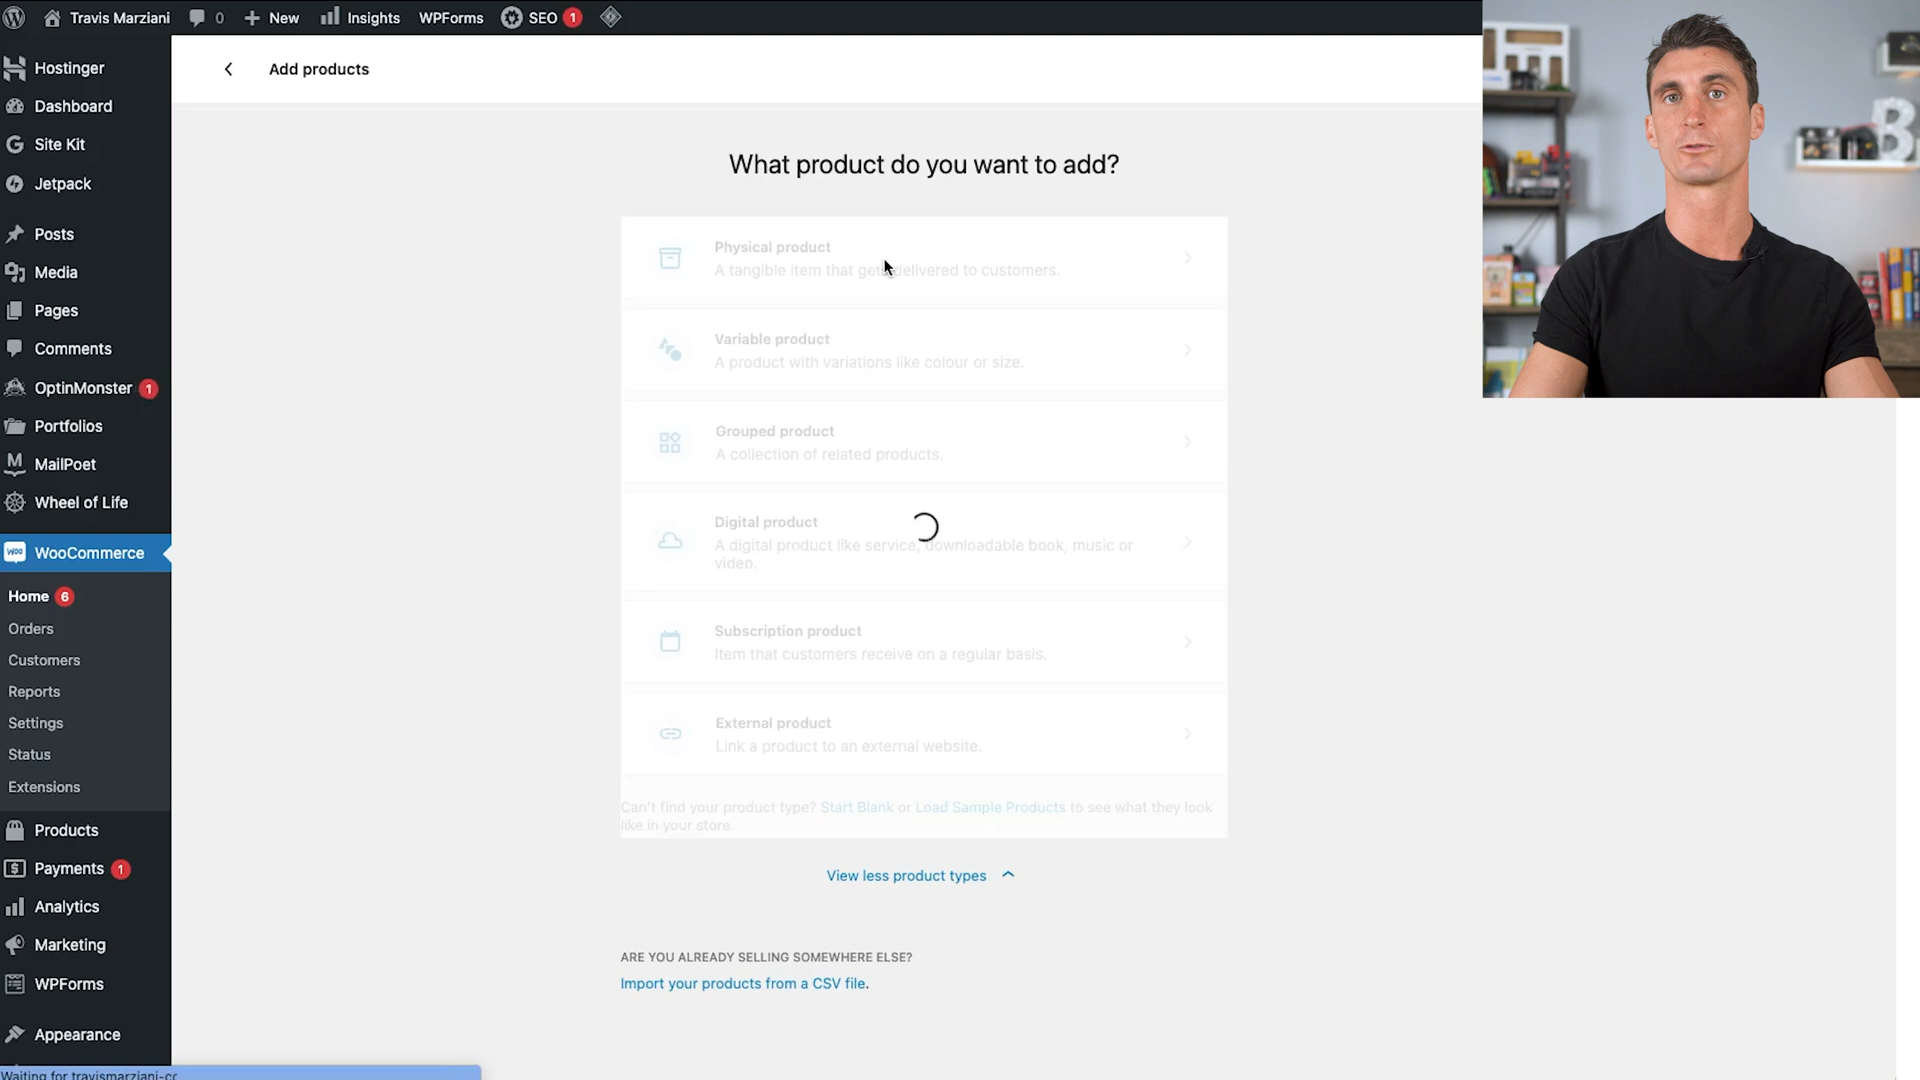 Travis Marziani 0 New Insights WPForms SEO 1
Hostinger
Dashboard
Site Kit
Jetpack
Posts
Media
Pages
Comments
OptinMonster 1
Portfolios
MailPoet
Wheel of Life
WOO WooCommerce
Home 6
Orders
Customers
Reports
Settings
Status
Extensions
Products
Payments 1
Analytics
Marketing
WPForms
Appearance
Add products
What product do you want to add?
Physical product
A tangible item that gets delivered to customers.
Variable product
A product with variations like colour or size.
Grouped product
A collection of related products.
Digital product
A digital product like service, downloadable book, music or
video.
Subscription product
Item that customers receive on a regular basis.
External product
Link a product to an external website.
Can't find your product type? Start Blank or Load Sample Products to see what they look
like in your store.
View less product types
ARE YOU ALREADY SELLING SOMEWHERE ELSE?
Import your products from a CSV file.
B
Waiting for travismarziani-cc